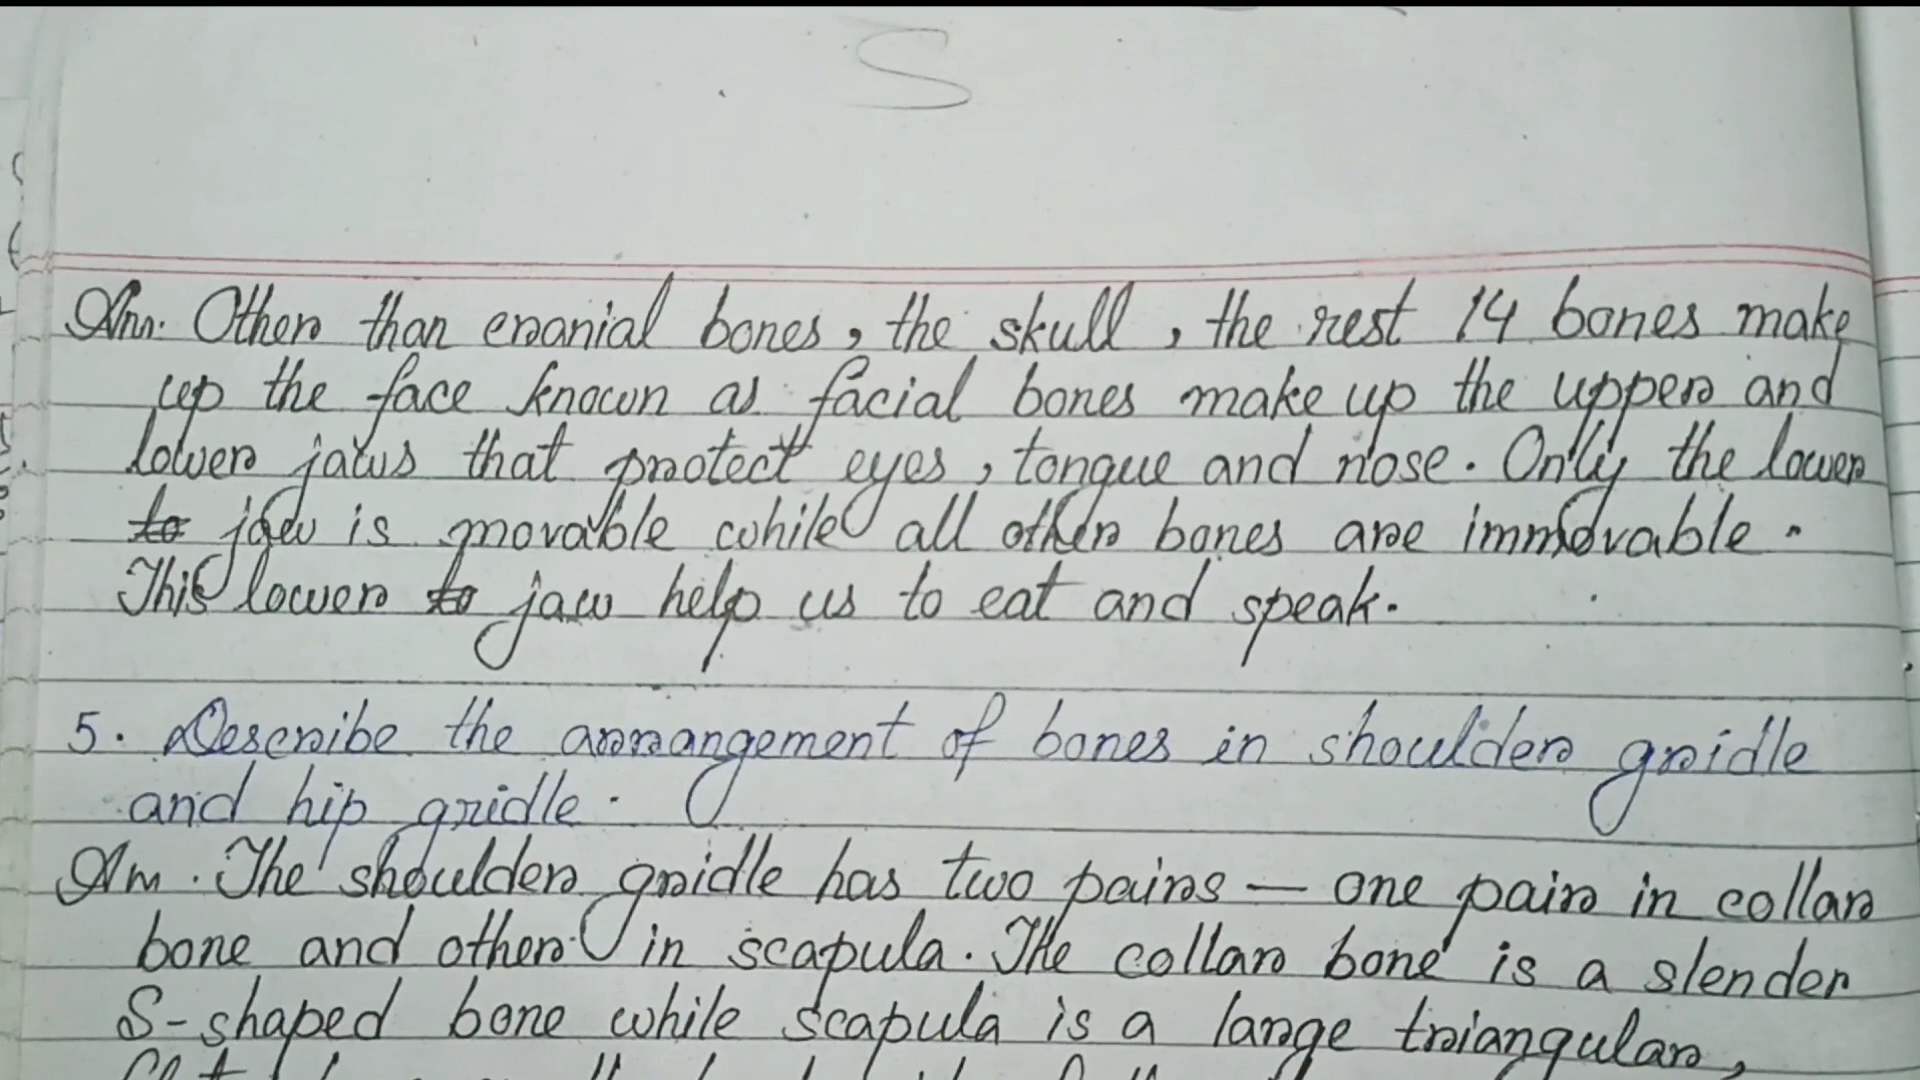 S
Ans. Other than cranial bones, the skull, the rest 14 bones make
up the face known as facial bones make up the upper and
lower jaws that protect eyes, tongue and nose. Only the lower
to jaw is movable while all other bones are immovable.
This lower to jaw help us to eat and speak.
5. Describe the arrangement of bones in shoulder gridle
and hip gridle.
Ans. The shoulder gridle has two pairs — one pair in collar
bone and other in scapula. The collar bone is a slender
S-shaped bone while scapula is a large triangular,